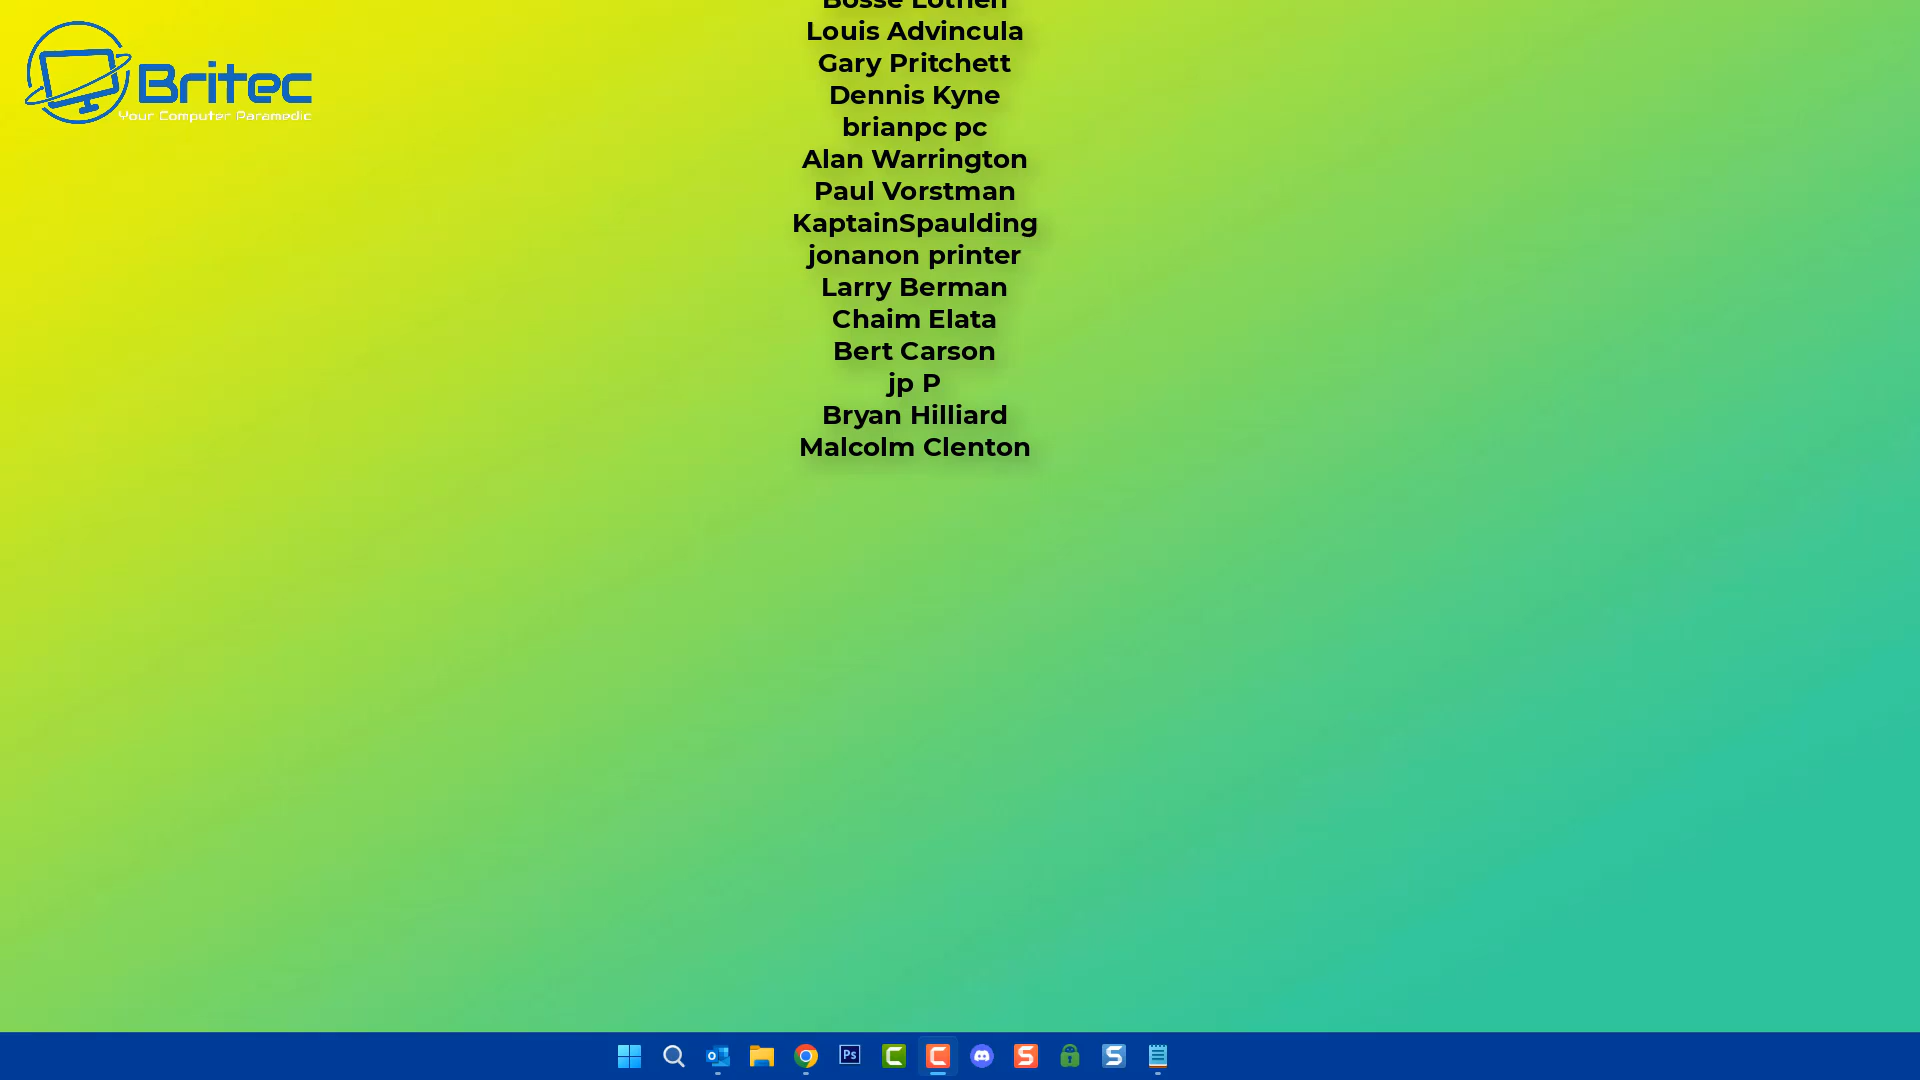 Britec
Your Computer Paramedic
Louis Advincula
Gary Pritchett
Dennis Kyne
brianpc pc
Alan Warrington
Paul Vorstman
KaptainSpaulding
jonanon printer
Larry Berman
Chaim Elata
Bert Carson
jp P
Bryan Hilliard
Malcolm Clenton
Ps